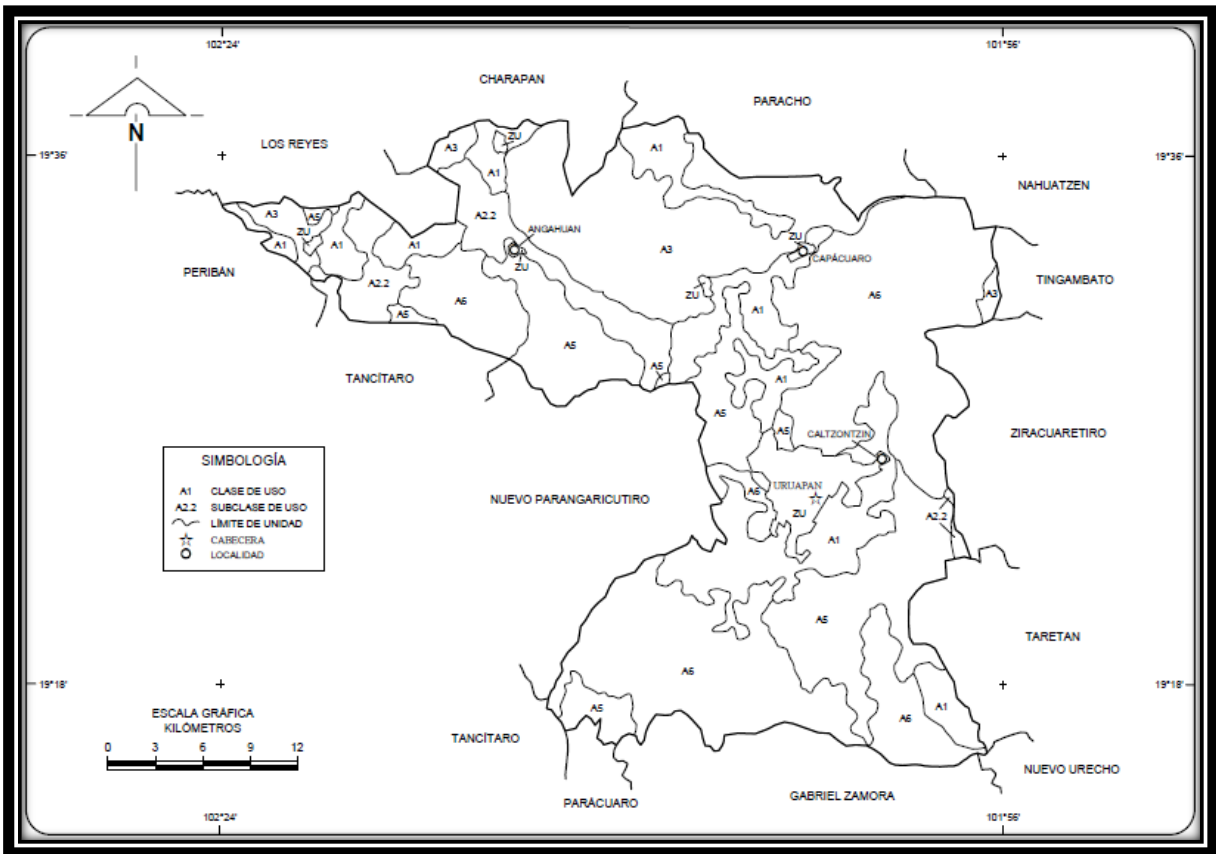 102°24'
101°56'
CHARAPAN
PARACHO
N
LOS REYES
ZU
A3
A1
A1
19°36'
19°36'
NAHUATZEN
A2.2
A3
A5
ZU
A1
A1
A1
ANGAHUAN
ZU
A3
ZU
CAPÁCUARO
PERIBÁN
TINGAMBATO
A2.2
A6
A5
ZU
A1
A6
A3
A5
A5
TANCÍTARO
A1
A5
A5
CALTZONTZIN
ZIRACUARETIRO
SIMBOLOGÍA
A1 CLASE DE USO
A2.2 SUBCLASE DE USO
LÍMITE DE UNIDAD
CABECERA
LOCALIDAD
NUEVO PARANGARICUTIRO
A6
URUAPAN
ZU
A1
A2.2
A5
TARETAN
A6
19°18'
19°18'
ESCALA GRÁFICA
KILÓMETROS
0 3 6 9 12
A5
A6
A1
TANCÍTARO
NUEVO URECHO
PARÁCUARO
GABRIEL ZAMORA
102°24'
101°56'